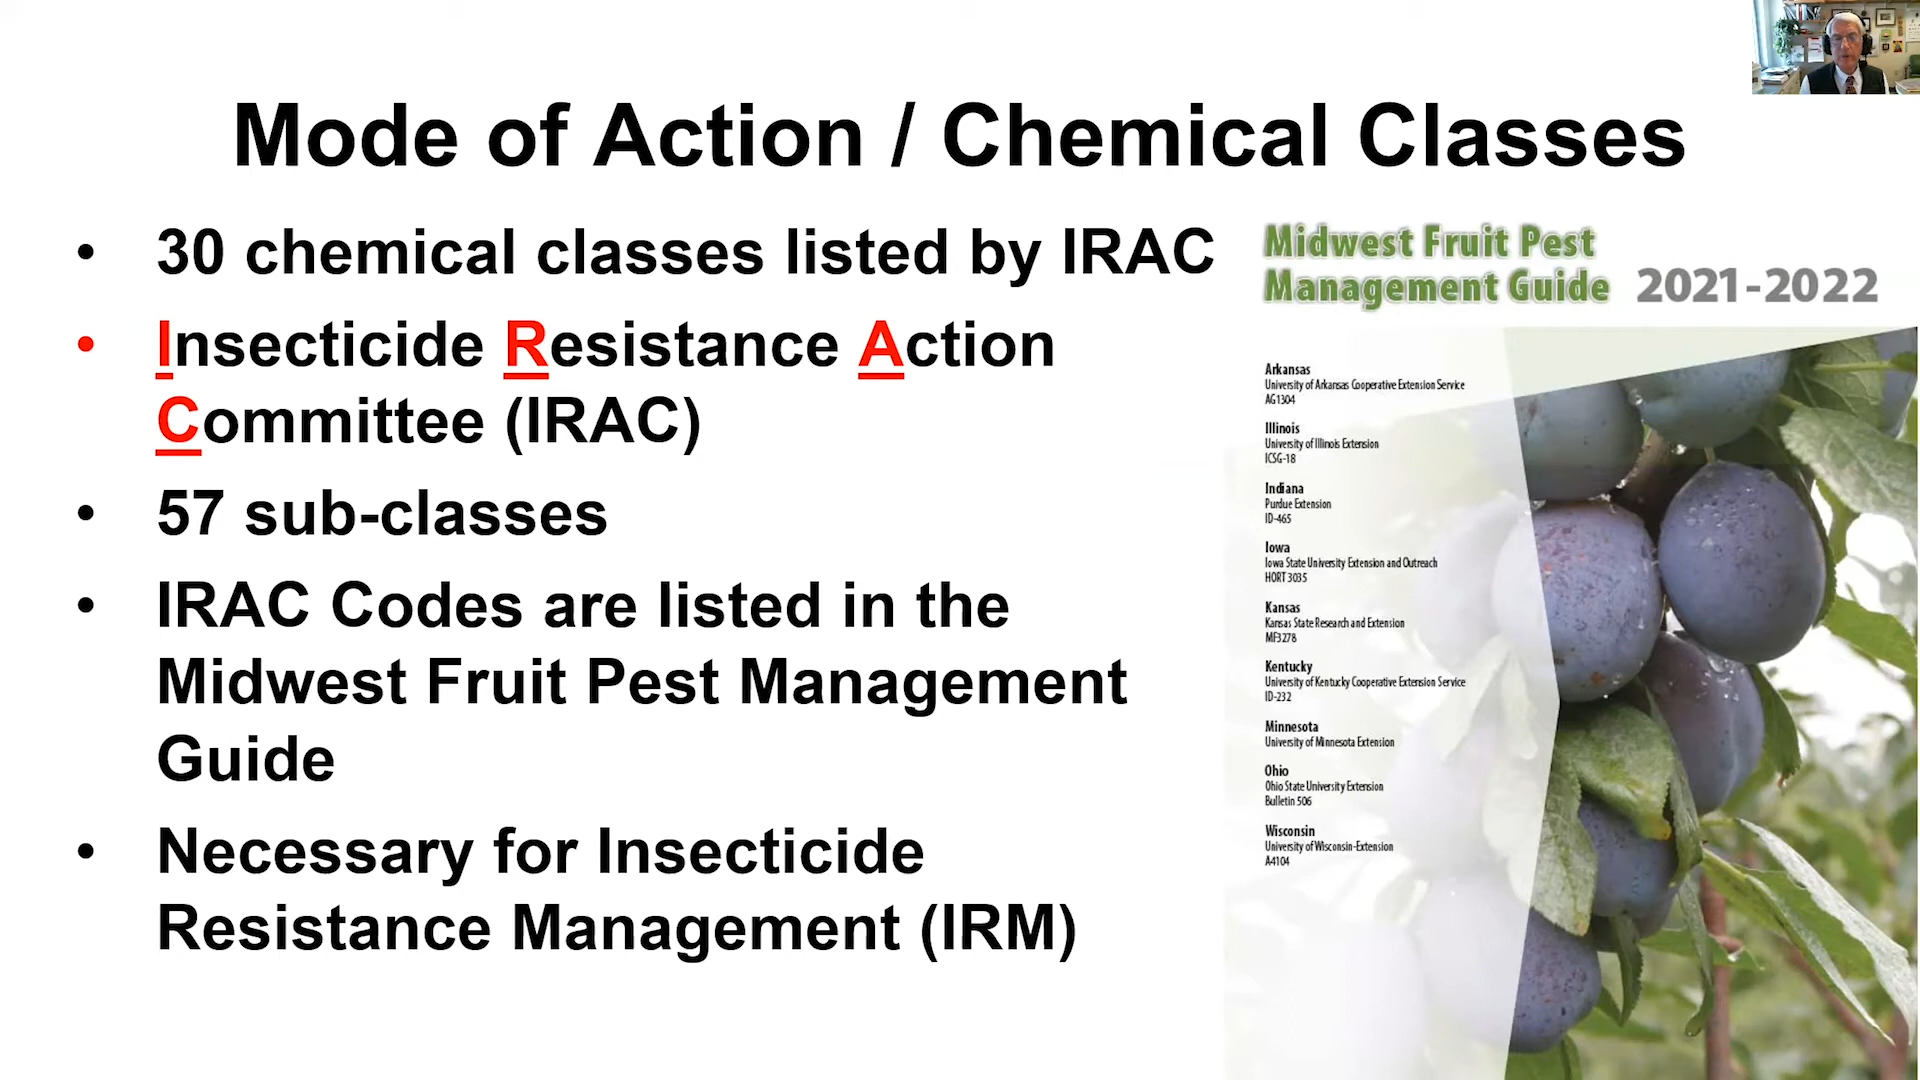 Mode of Action / Chemical Classes
• 30 chemical classes listed by IRAC
• Insecticide Resistance Action
Committee (IRAC)
• 57 sub-classes
• IRAC Codes are listed in the
Midwest Fruit Pest Management
Guide
• Necessary for Insecticide
Resistance Management (IRM)
Midwest Fruit Pest
Management Guide 2021-2022
Arkansas
University of Arkansas Cooperative Extension Service
AG1304
Illinois
University of Illinois Extension
ICSG-18
Indiana
Purdue Extension
ID-465
Iowa
Iowa State University Extension and Outreach
HORT 3035
Kansas
Kansas State Research and Extension
MF3278
Kentucky
University of Kentucky Cooperative Extension Service
ID-232
Minnesota
University of Minnesota Extension
Ohio
Ohio State University Extension
Bulletin 506
Wisconsin
University of Wisconsin-Extension
A4104